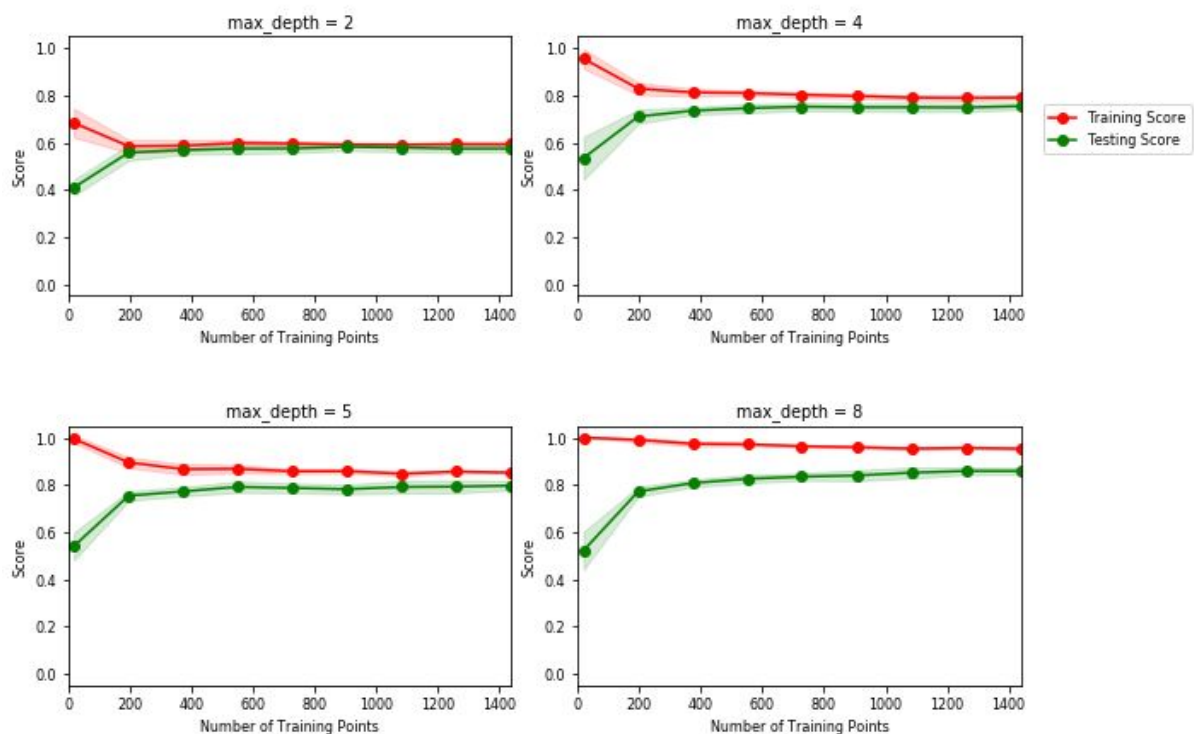 max_depth = 2
1.0
0.8
0.6
0.4
0.2
0.0
Score
0 200 400 600 800 1000 1200 1400
Number of Training Points
max_depth = 4
1.0
0.8
0.6
0.4
0.2
0.0
Score
0 200 400 600 800 1000 1200 1400
Number of Training Points
Training Score
Testing Score
max_depth = 5
1.0
0.8
0.6
0.4
0.2
0.0
Score
0 200 400 600 800 1000 1200 1400
Number of Training Points
max_depth = 8
1.0
0.8
0.6
0.4
0.2
0.0
Score
0 200 400 600 800 1000 1200 1400
Number of Training Points